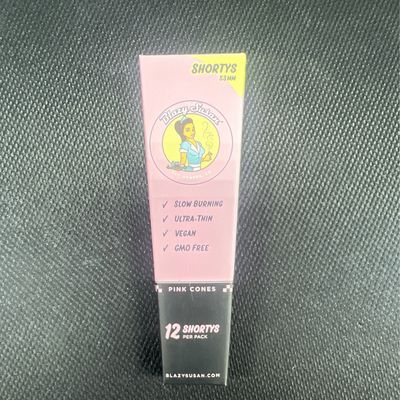 SHORTYS
53MM
Blazy Susan
✓ SLOW BURNING
✓ ULTRA-THIN
✓ VEGAN
✓ GMO FREE
PINK CONES
12 SHORTYS
PER PACK
BLAZYSUSAN.COM